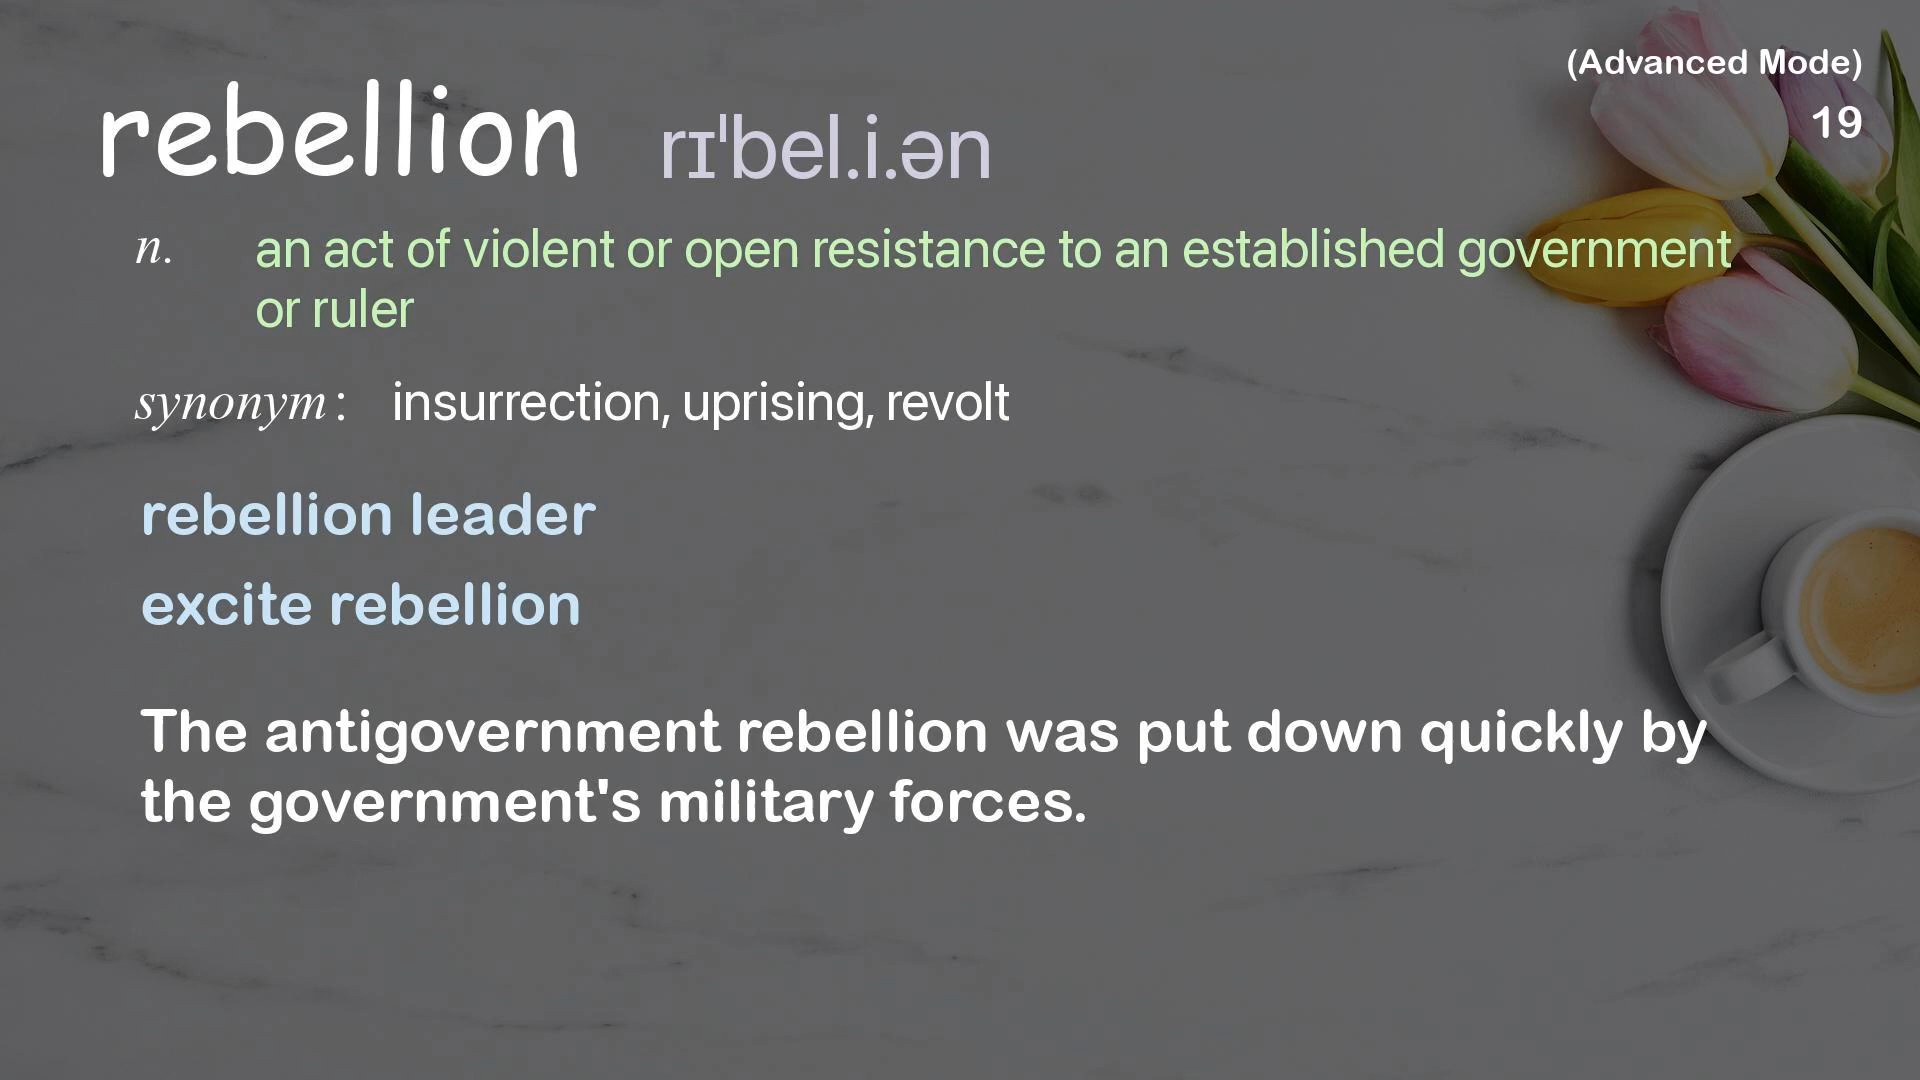 (Advanced Mode)
19
rebellion rɪˈbel.i.ən
n. an act of violent or open resistance to an established government
or ruler
synonym: insurrection, uprising, revolt
rebellion leader
excite rebellion
The antigovernment rebellion was put down quickly by
the government's military forces.